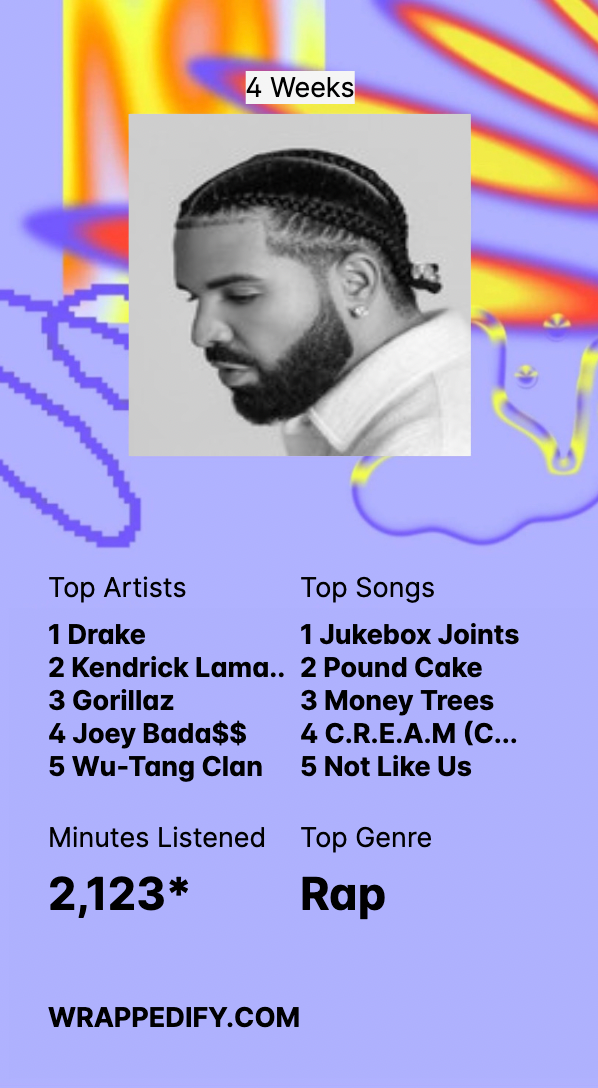 4 Weeks
Top Artists
1 Drake
2 Kendrick Lama..
3 Gorillaz
4 Joey Bada$$
5 Wu-Tang Clan
Top Songs
1 Jukebox Joints
2 Pound Cake
3 Money Trees
4 C.R.E.A.M (C...
5 Not Like Us
Minutes Listened
2,123*
Top Genre
Rap
WRAPPEDIFY.COM